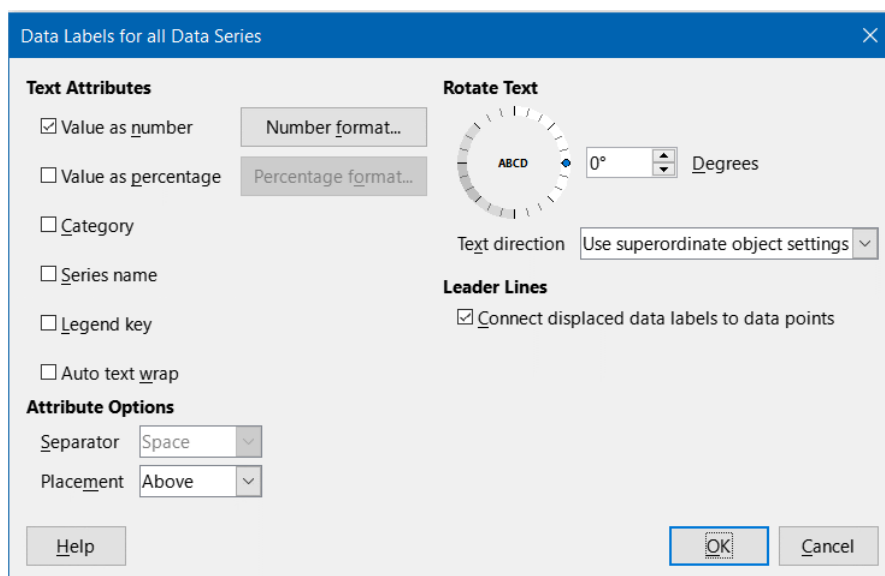 Data Labels for all Data Series
Text Attributes
Value as number
Number format...
Value as percentage
Percentage format...
Category
Series name
Legend key
Auto text wrap
Attribute Options
Separator
Space
Placement
Above
Rotate Text
ABCD
0°
Degrees
Text direction
Use superordinate object settings
Leader Lines
Connect displaced data labels to data points
Help
OK
Cancel